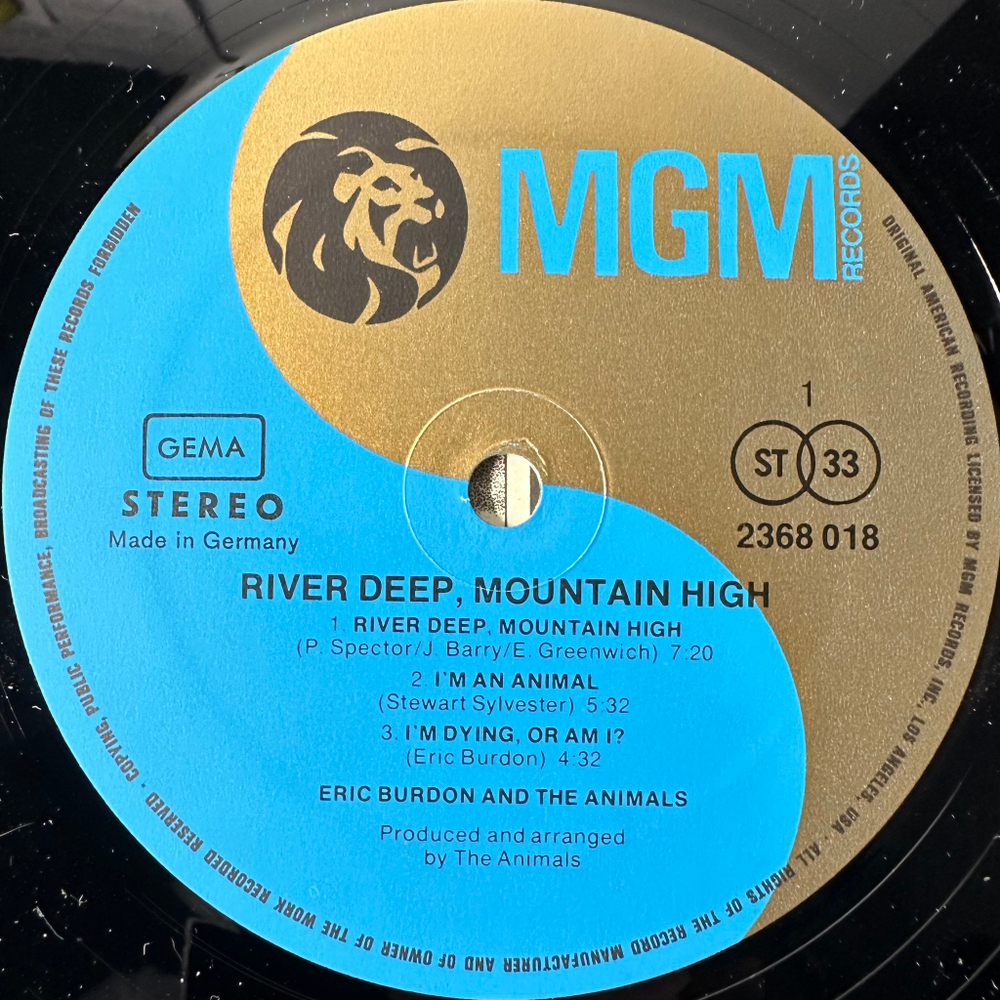 MGM
RECORDS
1
GEMA
STEREO
Made in Germany
ST 33
2368 018
RIVER DEEP, MOUNTAIN HIGH
1. RIVER DEEP, MOUNTAIN HIGH
(P. Spector/J. Barry/E. Greenwich) 7:20
2. I'M AN ANIMAL
(Stewart Sylvester) 5:32
3. I'M DYING, OR AM I?
(Eric Burdon) 4:32
ERIC BURDON AND THE ANIMALS
Produced and arranged
by The Animals
ORIGINAL AMERICAN RECORDING LICENSED BY MGM RECORDS, INC., LOS ANGELES, USA · ALL RIGHTS OF THE RECORD MANUFACTURER AND OF OWNER OF THE WORK RECORDED RESERVED · COPYING, PUBLIC PERFORMANCE, BROADCASTING OF THESE RECORDS FORBIDDEN